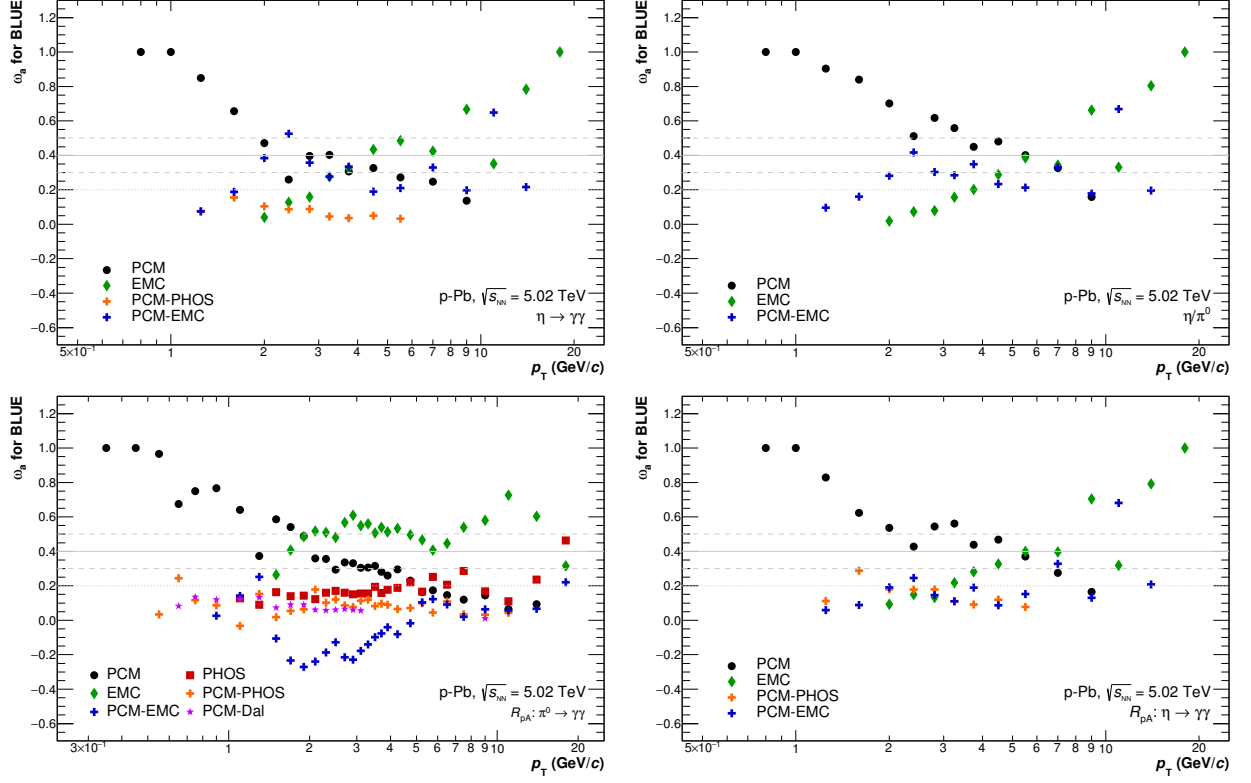 ω_a for BLUE
1.2
1.0
0.8
0.6
0.4
0.2
0.0
−0.2
−0.4
−0.6
PCM
EMC
PCM-PHOS
PCM-EMC
p-Pb, √s_NN = 5.02 TeV
η → γγ
5×10⁻¹ 1 2 3 4 5 6 7 8 9 10 20
p_T (GeV/c)
ω_a for BLUE
1.2
1.0
0.8
0.6
0.4
0.2
0.0
−0.2
−0.4
−0.6
PCM
EMC
PCM-EMC
p-Pb, √s_NN = 5.02 TeV
η/π⁰
5×10⁻¹ 1 2 3 4 5 6 7 8 9 10 20
p_T (GeV/c)
ω_a for BLUE
1.2
1.0
0.8
0.6
0.4
0.2
0.0
−0.2
−0.4
−0.6
PCM PHOS
EMC PCM-PHOS
PCM-EMC PCM-Dal
p-Pb, √s_NN = 5.02 TeV
R_pA: π⁰ → γγ
3×10⁻¹ 1 2 3 4 5 6 7 8 9 10 20
p_T (GeV/c)
ω_a for BLUE
1.2
1.0
0.8
0.6
0.4
0.2
0.0
−0.2
−0.4
−0.6
PCM
EMC
PCM-PHOS
PCM-EMC
p-Pb, √s_NN = 5.02 TeV
R_pA: η → γγ
5×10⁻¹ 1 2 3 4 5 6 7 8 9 10 20
p_T (GeV/c)